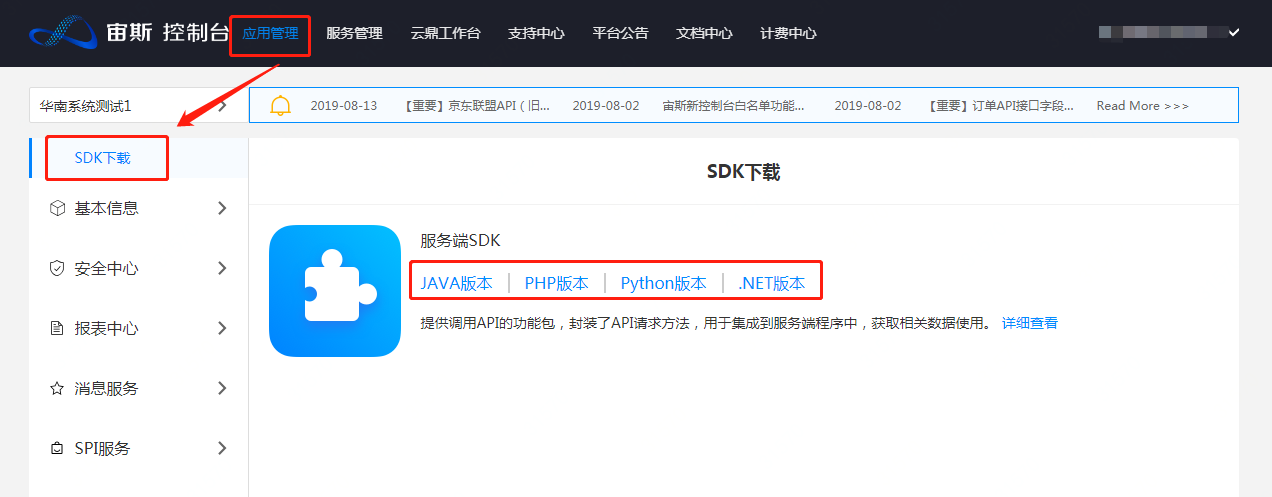 宙斯 控制台 应用管理 服务管理 云鼎工作台 支持中心 平台公告 文档中心 计费中心
华南系统测试1 2019-08-13 【重要】京东联盟API（旧... 2019-08-02 宙斯新控制台白名单功能... 2019-08-02 【重要】订单API接口字段... Read More >>>
SDK下载
基本信息
安全中心
报表中心
消息服务
SPI服务
SDK下载
服务端SDK
JAVA版本 | PHP版本 | Python版本 | .NET版本
提供调用API的功能包，封装了API请求方法，用于集成到服务端程序中，获取相关数据使用。 详细查看